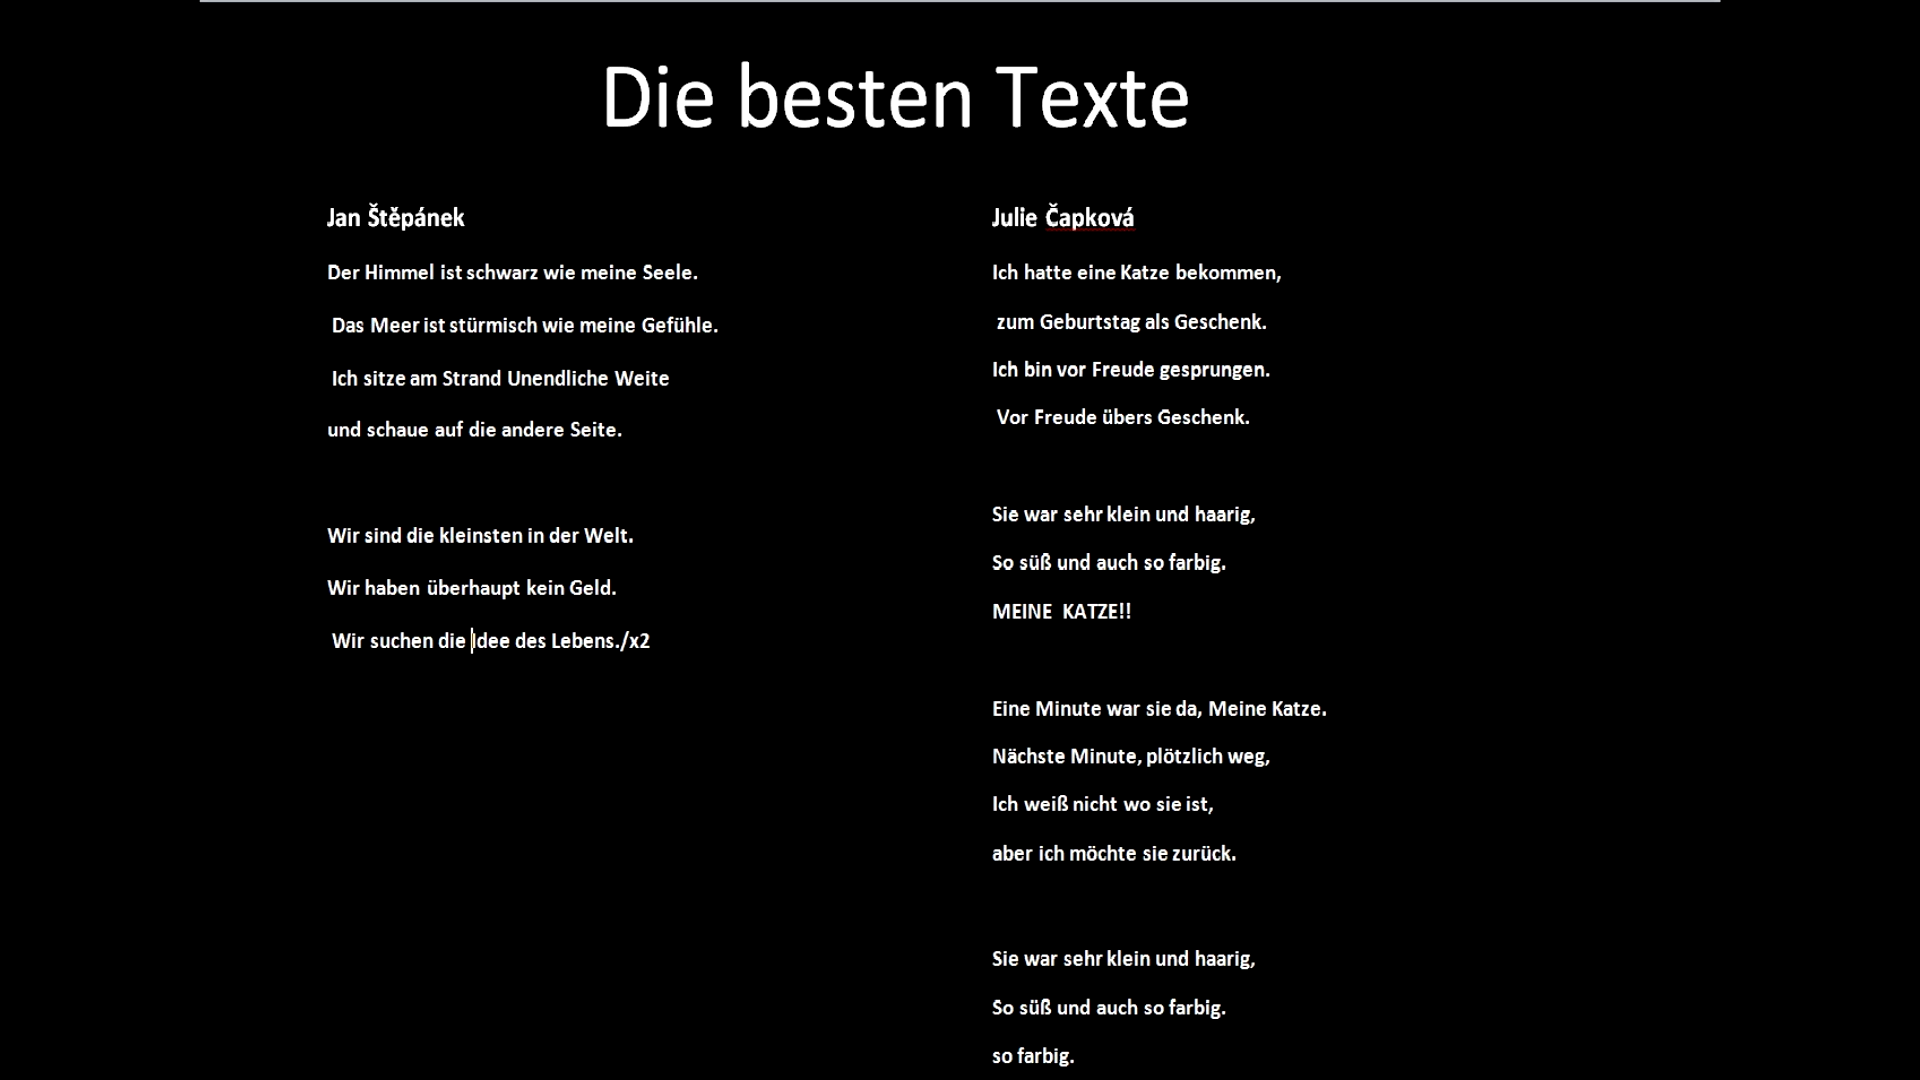 Die besten Texte
Jan Štěpánek
Der Himmel ist schwarz wie meine Seele.
Das Meer ist stürmisch wie meine Gefühle.
Ich sitze am Strand Unendliche Weite
und schaue auf die andere Seite.
Wir sind die kleinsten in der Welt.
Wir haben überhaupt kein Geld.
Wir suchen die Idee des Lebens./x2
Julie Čapková
Ich hatte eine Katze bekommen,
zum Geburtstag als Geschenk.
Ich bin vor Freude gesprungen.
Vor Freude übers Geschenk.
Sie war sehr klein und haarig,
So süß und auch so farbig.
MEINE KATZE!!
Eine Minute war sie da, Meine Katze.
Nächste Minute, plötzlich weg,
Ich weiß nicht wo sie ist,
aber ich möchte sie zurück.
Sie war sehr klein und haarig,
So süß und auch so farbig.
so farbig.